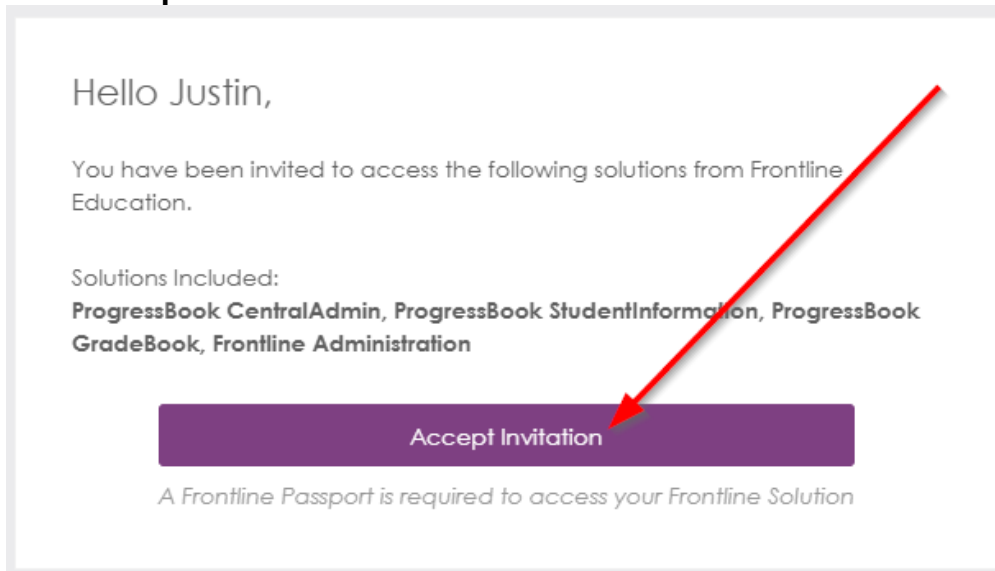 Hello Justin,
You have been invited to access the following solutions from Frontline
Education.
Solutions Included:
ProgressBook CentralAdmin, ProgressBook StudentInformation, ProgressBook
GradeBook, Frontline Administration
Accept Invitation
A Frontline Passport is required to access your Frontline Solution